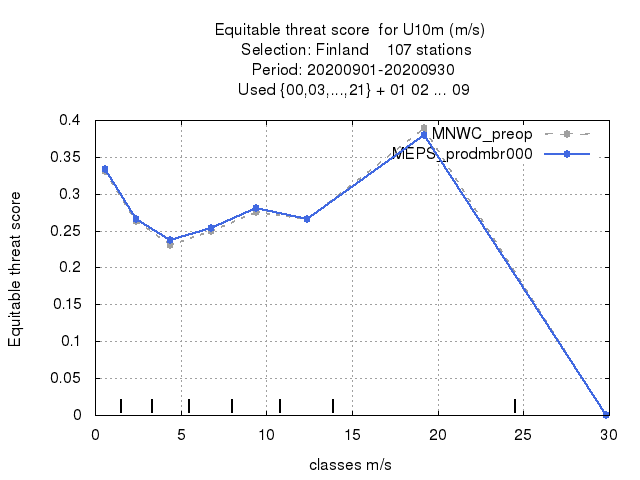 Equitable threat score  for U10m (m/s)
Selection: Finland    107 stations
Period: 20200901-20200930
Used {00,03,...,21} + 01 02 ... 09
0.4
0.35
0.3
0.25
0.2
0.15
0.1
0.05
0
Equitable threat score
MNWC_preop
MEPS_prodmbr000
0 5 10 15 20 25 30
classes m/s